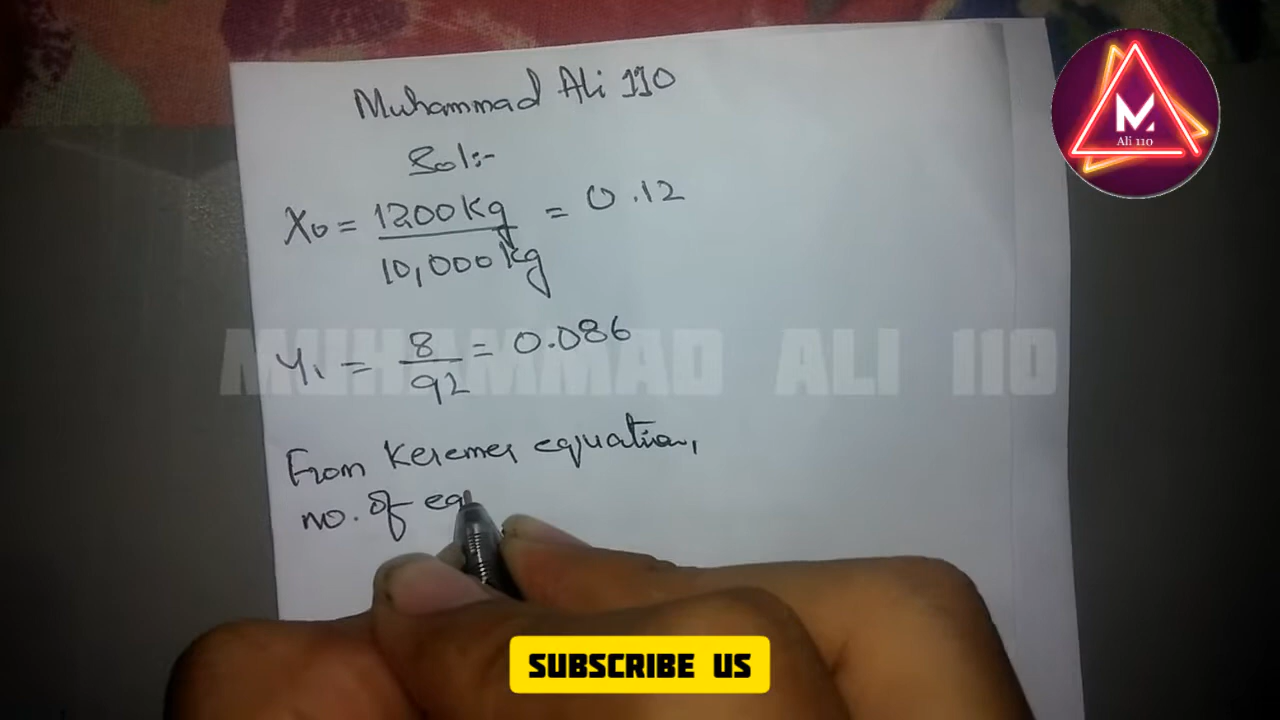 Muhammad Ali 110
Sol:-
X₀ = 1200 kg / 10,000 kg = 0.12
Y₁ = 8 / 92 = 0.086
From Keremer equation,
no. of eq
M.
Ali 110
MUHAMMAD ALI 110
SUBSCRIBE US